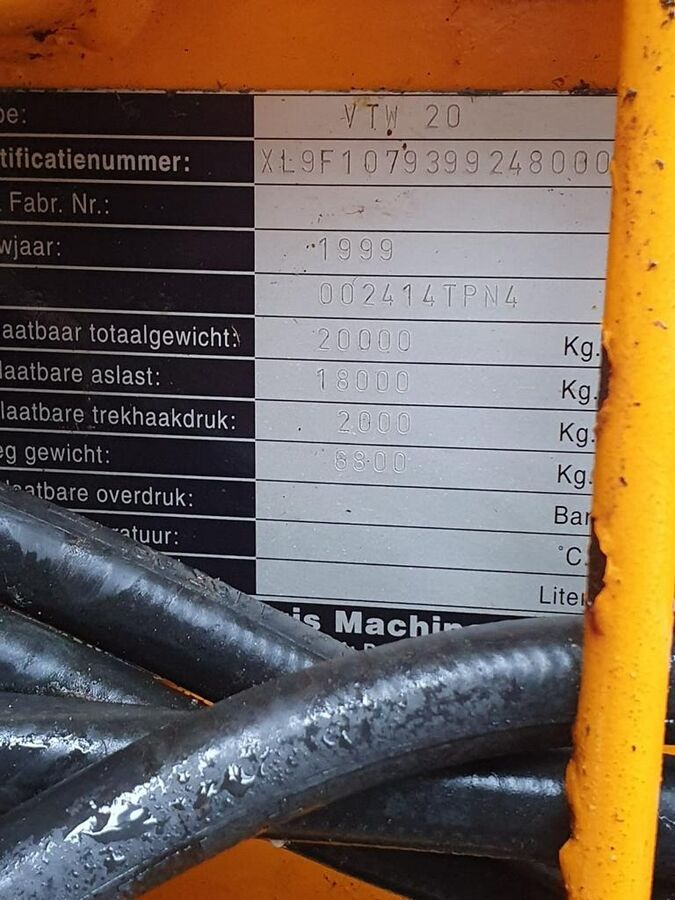 pe: VTW 20
tificatienummer: XL9F1079399248000
Fabr. Nr.:
wjaar: 1999
002414TPN4
laatbaar totaalgewicht: 20000 Kg.
laatbare aslast: 18000 Kg.
laatbare trekhaakdruk: 2000 Kg.
eg gewicht: 6800 Kg.
laatbare overdruk: Bar
ratuur: °C.
Liter
is Machin